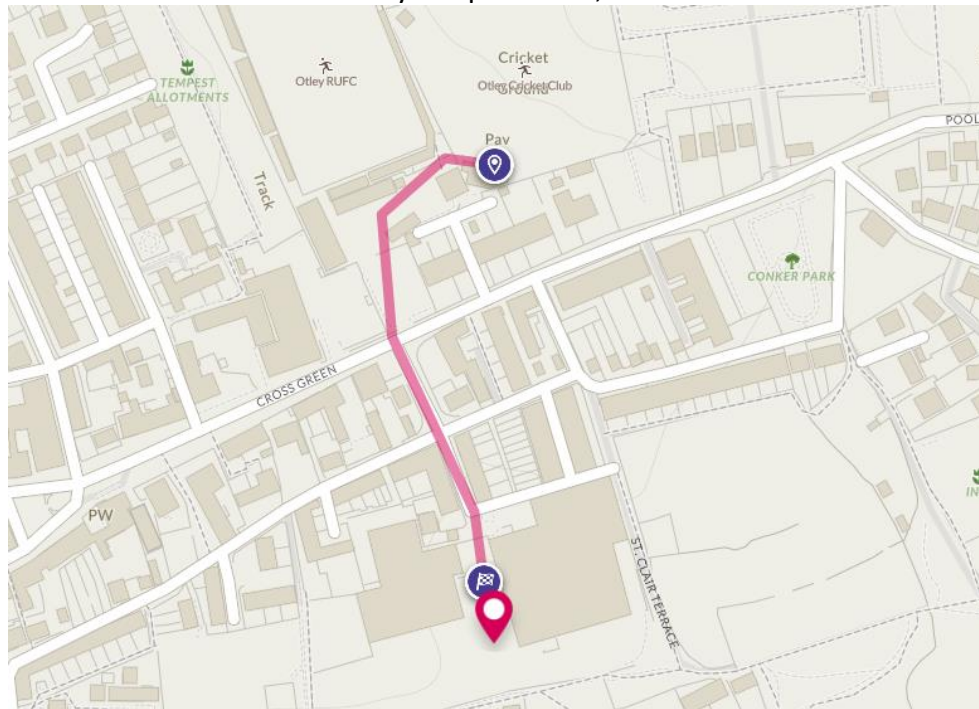 Cricket
Ground
Otley RUFC
Otley Cricket Club
TEMPEST
ALLOTMENTS
Pav
POOL
Track
CONKER PARK
CROSS GREEN
PW
IN
ST. CLAIR TERRACE